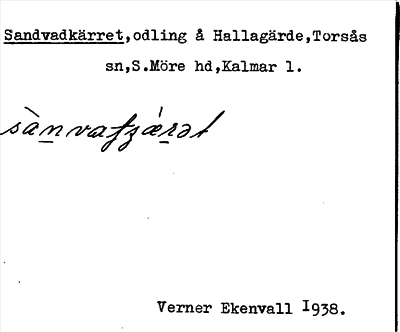 Sandvadkärret,odling å Hallagärde,Torsås
sn,S.Möre hd,Kalmar l.
Verner Ekenvall 1938.